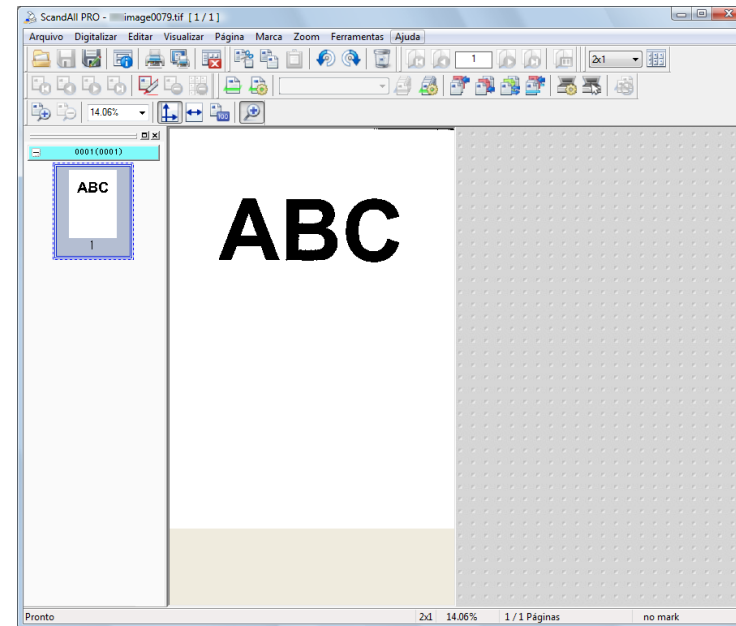 ScandAll PRO - image0079.tif [ 1 / 1 ]
Arquivo Digitalizar Editar Visualizar Página Marca Zoom Ferramentas Ajuda
1 2x1
14.06% 100
0001(0001)
ABC
1
ABC
Pronto 2x1 14.06% 1 / 1 Páginas no mark